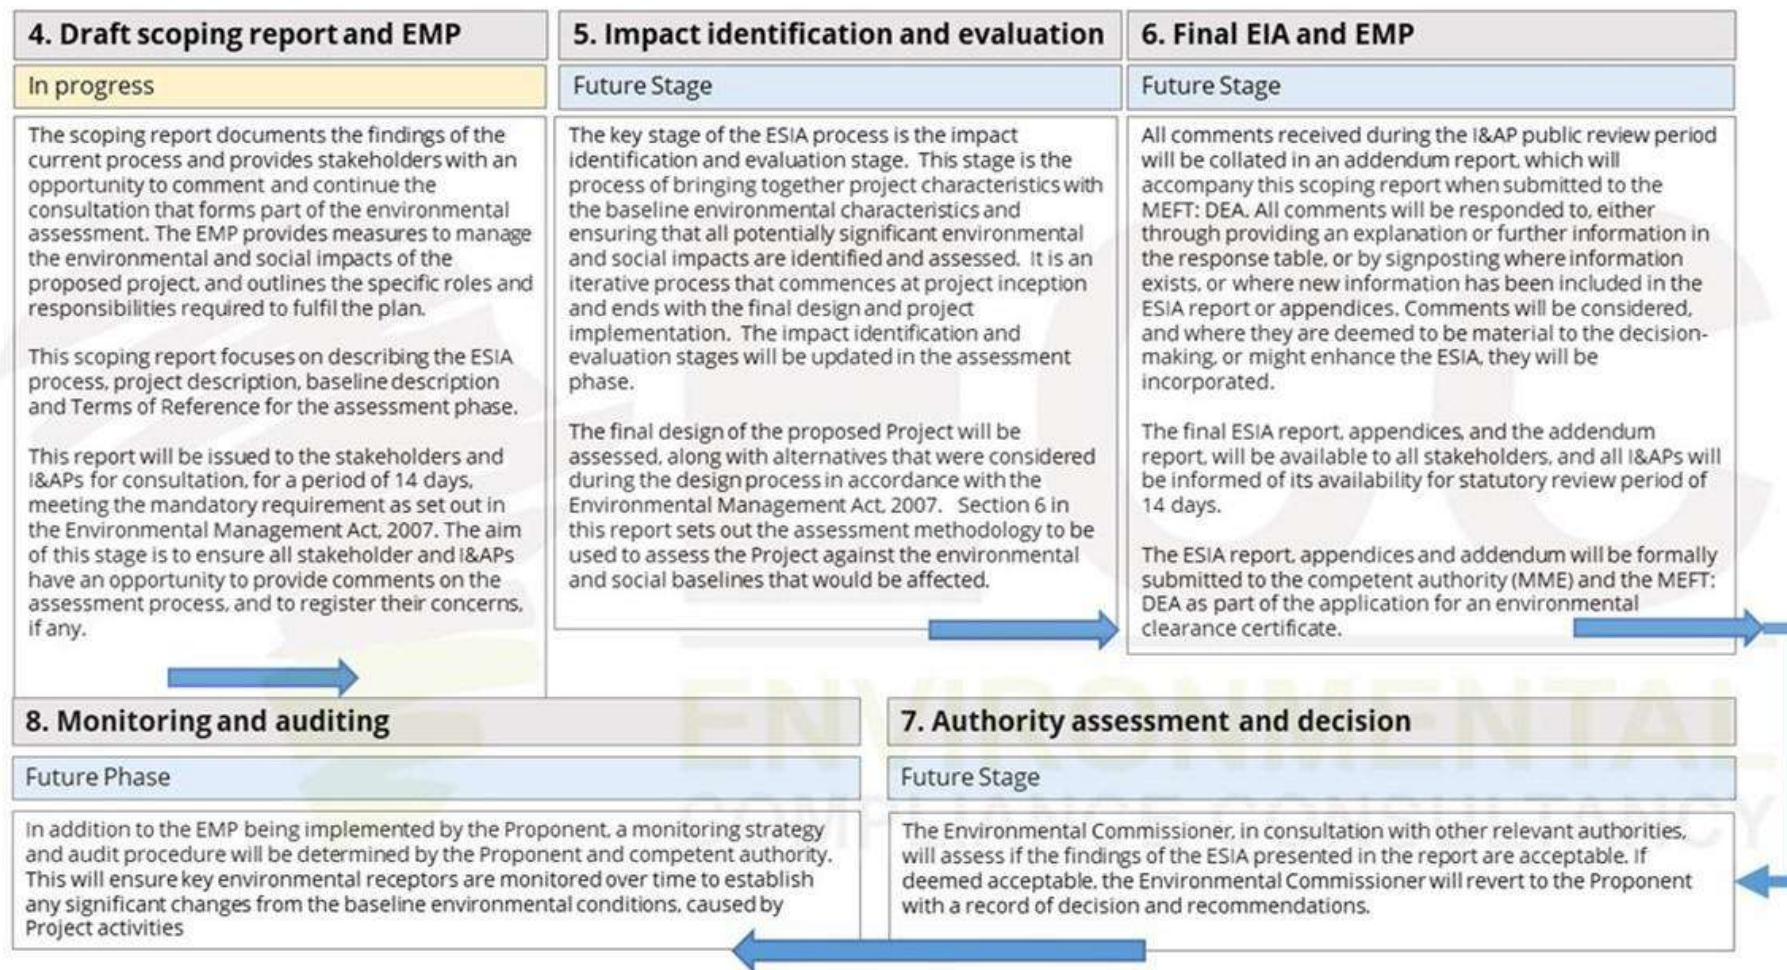 4. Draft scoping report and EMP
In progress
The scoping report documents the findings of the
current process and provides stakeholders with an
opportunity to comment and continue the
consultation that forms part of the environmental
assessment. The EMP provides measures to manage
the environmental and social impacts of the
proposed project, and outlines the specific roles and
responsibilities required to fulfil the plan.
This scoping report focuses on describing the ESIA
process, project description, baseline description
and Terms of Reference for the assessment phase.
This report will be issued to the stakeholders and
I&APs for consultation, for a period of 14 days,
meeting the mandatory requirement as set out in
the Environmental Management Act, 2007. The aim
of this stage is to ensure all stakeholder and I&APs
have an opportunity to provide comments on the
assessment process, and to register their concerns,
if any.
5. Impact identification and evaluation
Future Stage
The key stage of the ESIA process is the impact
identification and evaluation stage. This stage is the
process of bringing together project characteristics with
the baseline environmental characteristics and
ensuring that all potentially significant environmental
and social impacts are identified and assessed. It is an
iterative process that commences at project inception
and ends with the final design and project
implementation. The impact identification and
evaluation stages will be updated in the assessment
phase.
The final design of the proposed Project will be
assessed, along with alternatives that were considered
during the design process in accordance with the
Environmental Management Act, 2007. Section 6 in
this report sets out the assessment methodology to be
used to assess the Project against the environmental
and social baselines that would be affected.
6. Final EIA and EMP
Future Stage
All comments received during the I&AP public review period
will be collated in an addendum report, which will
accompany this scoping report when submitted to the
MEFT: DEA. All comments will be responded to, either
through providing an explanation or further information in
the response table, or by signposting where information
exists, or where new information has been included in the
ESIA report or appendices. Comments will be considered,
and where they are deemed to be material to the decision-
making, or might enhance the ESIA, they will be
incorporated.
The final ESIA report, appendices, and the addendum
report, will be available to all stakeholders, and all I&APs will
be informed of its availability for statutory review period of
14 days.
The ESIA report, appendices and addendum will be formally
submitted to the competent authority (MME) and the MEFT:
DEA as part of the application for an environmental
clearance certificate.
8. Monitoring and auditing
Future Phase
In addition to the EMP being implemented by the Proponent, a monitoring strategy
and audit procedure will be determined by the Proponent and competent authority.
This will ensure key environmental receptors are monitored over time to establish
any significant changes from the baseline environmental conditions, caused by
Project activities
7. Authority assessment and decision
Future Stage
The Environmental Commissioner, in consultation with other relevant authorities,
will assess if the findings of the ESIA presented in the report are acceptable. If
deemed acceptable, the Environmental Commissioner will revert to the Proponent
with a record of decision and recommendations.
ENVIRONMENTAL
COMPLIANCE CONSULTANCY